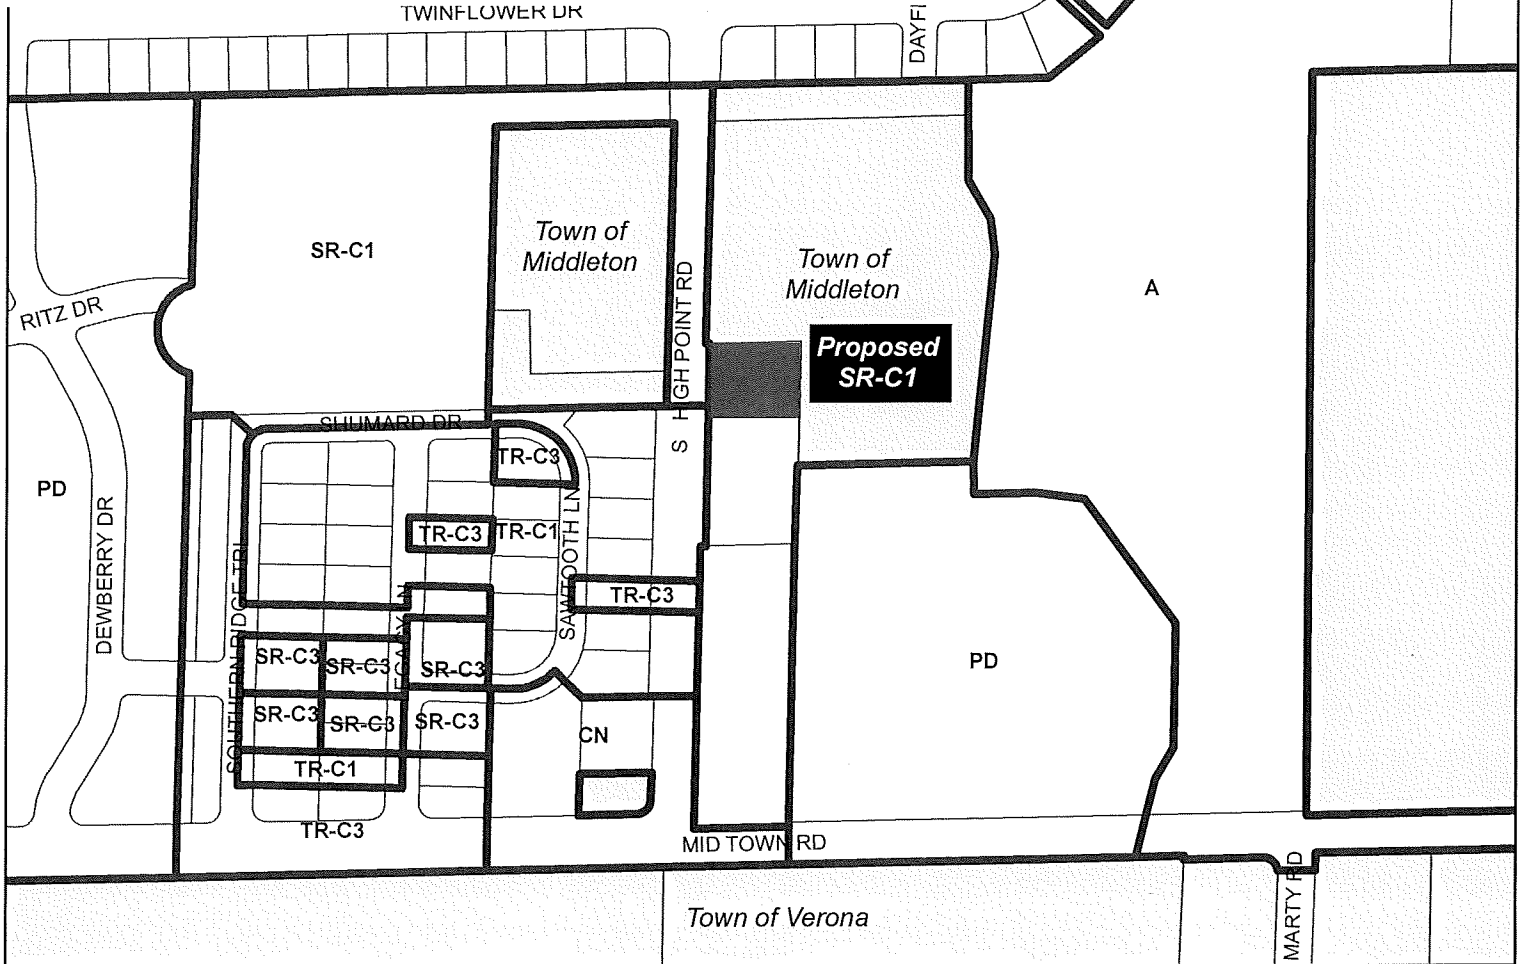 TWINFLOWER DR
DAYFL
SR-C1
Town of
Middleton
Town of
Middleton
A
RITZ DR
S HIGH POINT RD
Proposed
SR-C1
SHUMARD DR
TR-C3
PD
DEWBERRY DR
TR-C3
TR-C1
SAWTOOTH LN
SOUTHERN RIDGE TRL
TR-C3
EGACY LN
SR-C3
SR-C3
SR-C3
PD
SR-C3
SR-C3
SR-C3
CN
TR-C1
TR-C3
MID TOWN RD
MARTY RD
Town of Verona